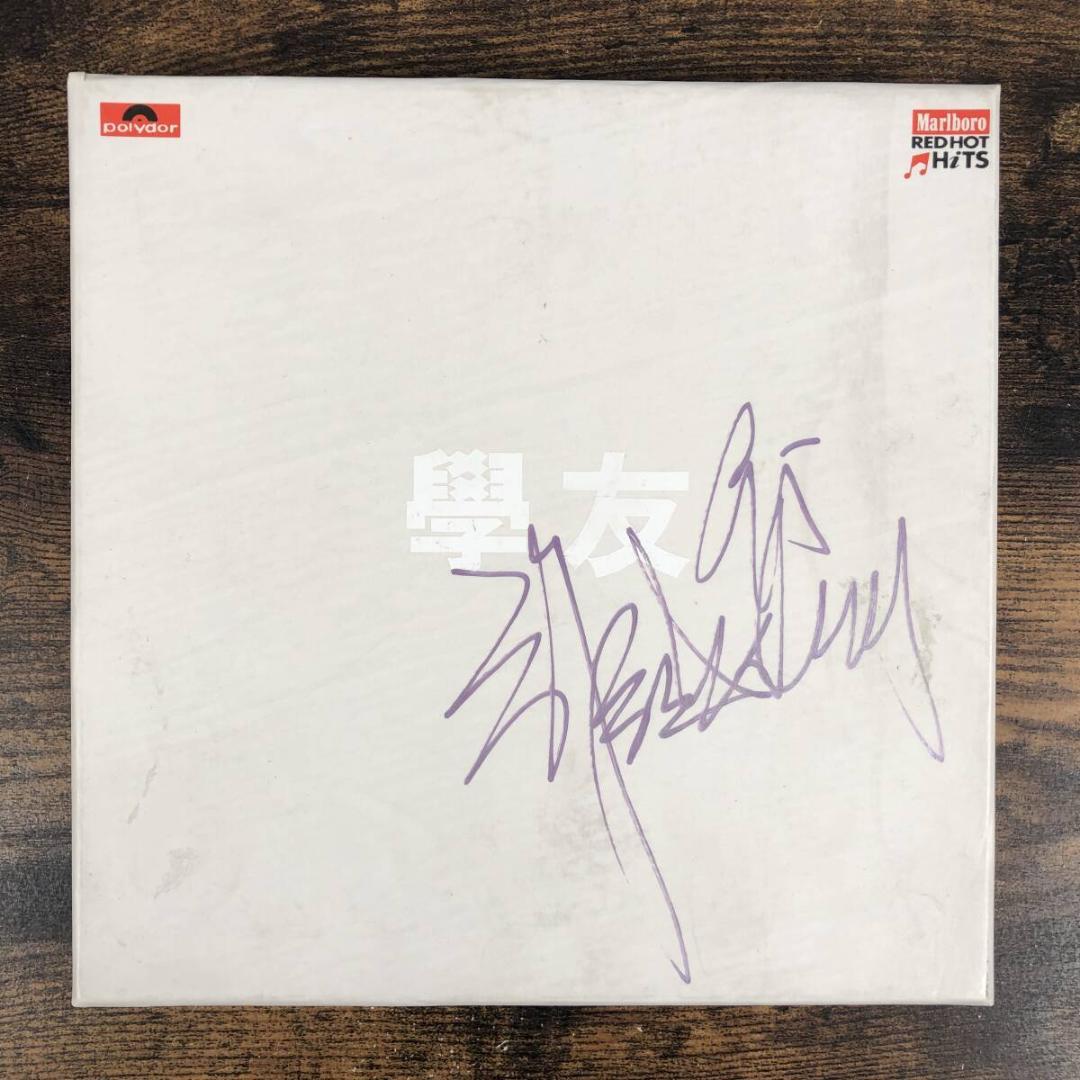 polydor
Marlboro
RED HOT
HiTS
學友